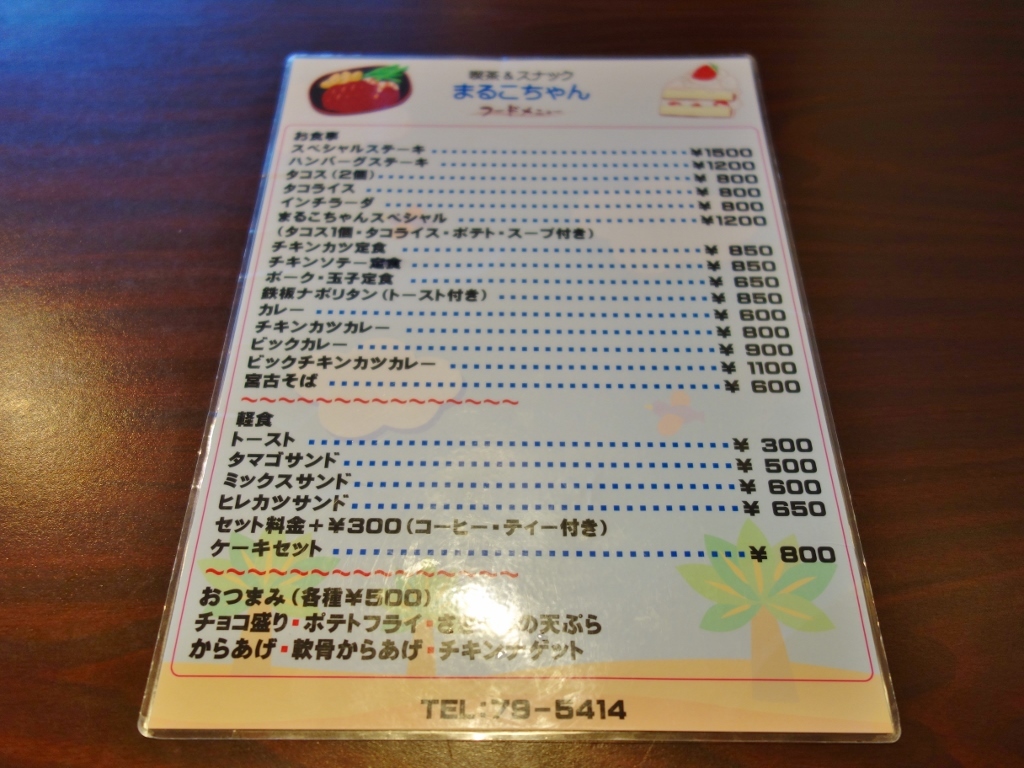 喫茶&スナック
まるこちゃん
フードメニュー
お食事
スペシャルステーキ ¥1500
ハンバーグステーキ ¥1200
タコス(2個) ¥800
タコライス ¥800
インチラーダ ¥800
まるこちゃんスペシャル ¥1200
(タコス1個・タコライス・ポテト・スープ付き)
チキンカツ定食 ¥850
チキンソテー定食 ¥850
ポーク・玉子定食 ¥650
鉄板ナポリタン(トースト付き) ¥850
カレー ¥600
チキンカツカレー ¥800
ビックカレー ¥900
ビックチキンカツカレー ¥1100
宮古そば ¥600
軽食
トースト ¥300
タマゴサンド ¥500
ミックスサンド ¥600
ヒレカツサンド ¥650
セット料金+¥300(コーヒー・ティー付き)
ケーキセット ¥800
おつまみ(各種¥500)
チョコ盛り・ポテトフライ・の天ぷら
からあげ・軟骨からあげ・チキンナゲット
TEL:79-5414